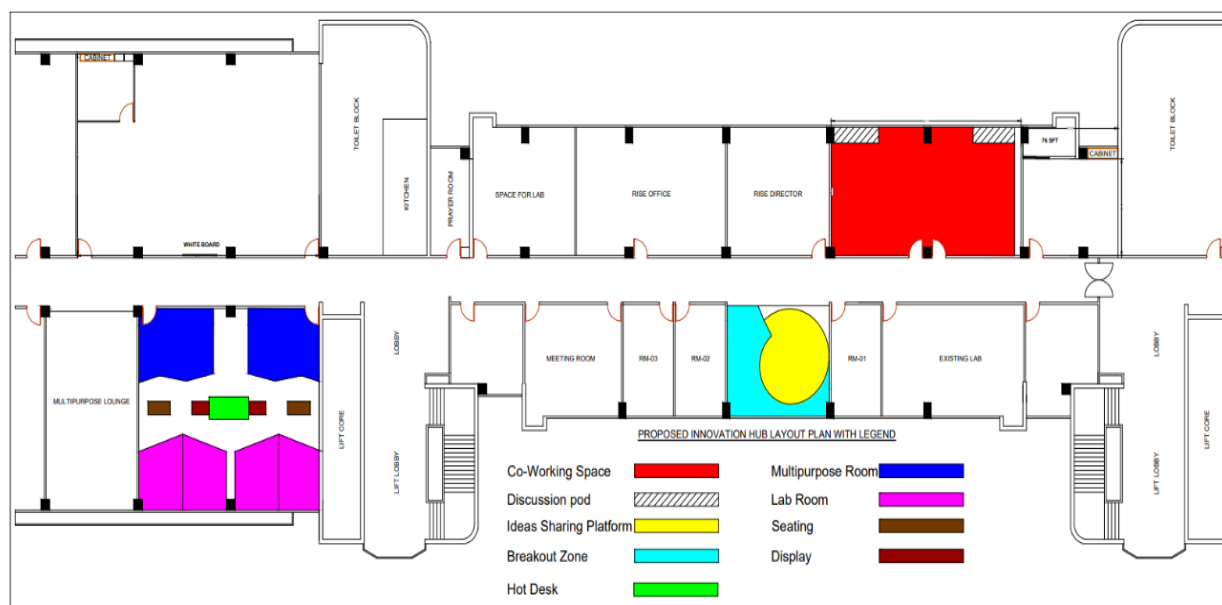 CABINET
TOILET BLOCK
KITCHEN
PRAYER ROOM
SPACE FOR LAB
RISE OFFICE
RISE DIRECTOR
76 SFT
CABINET
TOILET BLOCK
WHITE BOARD
MULTIPURPOSE LOUNGE
LIFT CORE
LOBBY
LIFT LOBBY
MEETING ROOM
RM-03
RM-02
RM-01
EXISTING LAB
LOBBY
LIFT LOBBY
LIFT CORE
PROPOSED INNOVATION HUB LAYOUT PLAN WITH LEGEND
Co-Working Space
Multipurpose Room
Discussion pod
Lab Room
Ideas Sharing Platform
Seating
Breakout Zone
Display
Hot Desk